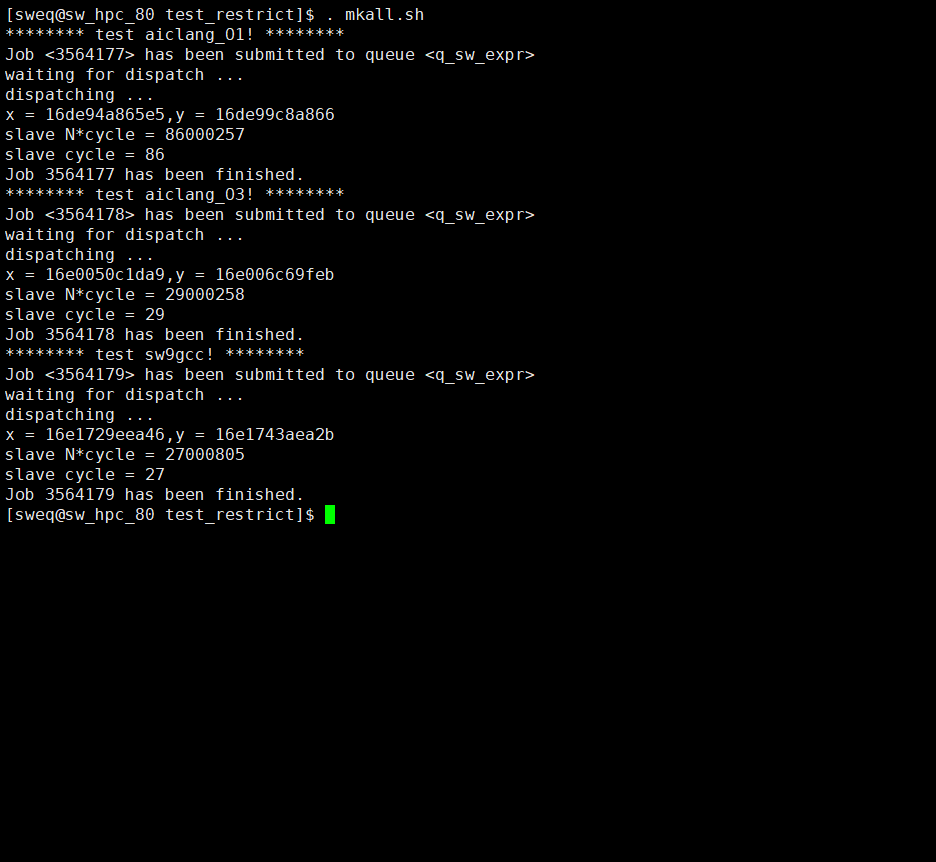 [sweq@sw_hpc_80 test_restrict]$ . mkall.sh
******** test aiclang_O1! ********
Job <3564177> has been submitted to queue <q_sw_expr>
waiting for dispatch ...
dispatching ...
x = 16de94a865e5,y = 16de99c8a866
slave N*cycle = 86000257
slave cycle = 86
Job 3564177 has been finished.
******** test aiclang_O3! ********
Job <3564178> has been submitted to queue <q_sw_expr>
waiting for dispatch ...
dispatching ...
x = 16e0050c1da9,y = 16e006c69feb
slave N*cycle = 29000258
slave cycle = 29
Job 3564178 has been finished.
******** test sw9gcc! ********
Job <3564179> has been submitted to queue <q_sw_expr>
waiting for dispatch ...
dispatching ...
x = 16e1729eea46,y = 16e1743aea2b
slave N*cycle = 27000805
slave cycle = 27
Job 3564179 has been finished.
[sweq@sw_hpc_80 test_restrict]$